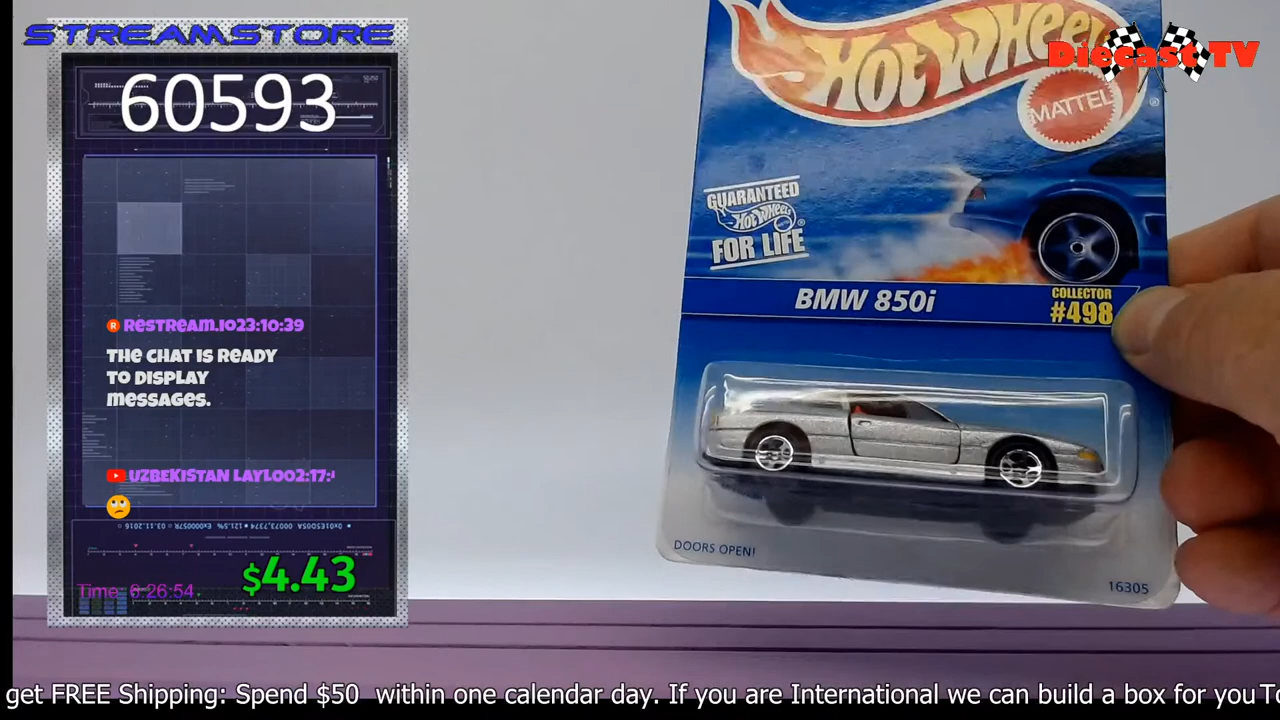 STREAMSTORE
60593
Restream.io 23:10:39
The chat is ready
to display
messages.
Uzbekistan Layloo2:17:
$4.43
Time: 6:26:54
HOT WHEELS
MATTEL
®
Diecast TV
GUARANTEED
HOT WHEELS
®
FOR LIFE
BMW 850i
COLLECTOR
#498
DOORS OPEN!
16305
get FREE Shipping: Spend $50 within one calendar day. If you are International we can build a box for you To